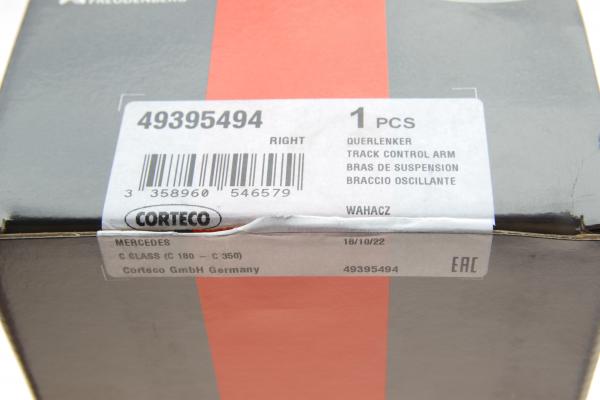 FREUDENBERG
49395494
RIGHT
1 PCS
QUERLENKER
TRACK CONTROL ARM
BRAS DE SUSPENSION
BRACCIO OSCILLANTE
WAHACZ
3 358960 546579
CORTECO
MERCEDES
18/10/22
C CLASS (C 180 - C 350)
Corteco GmbH Germany
49395494
EAC